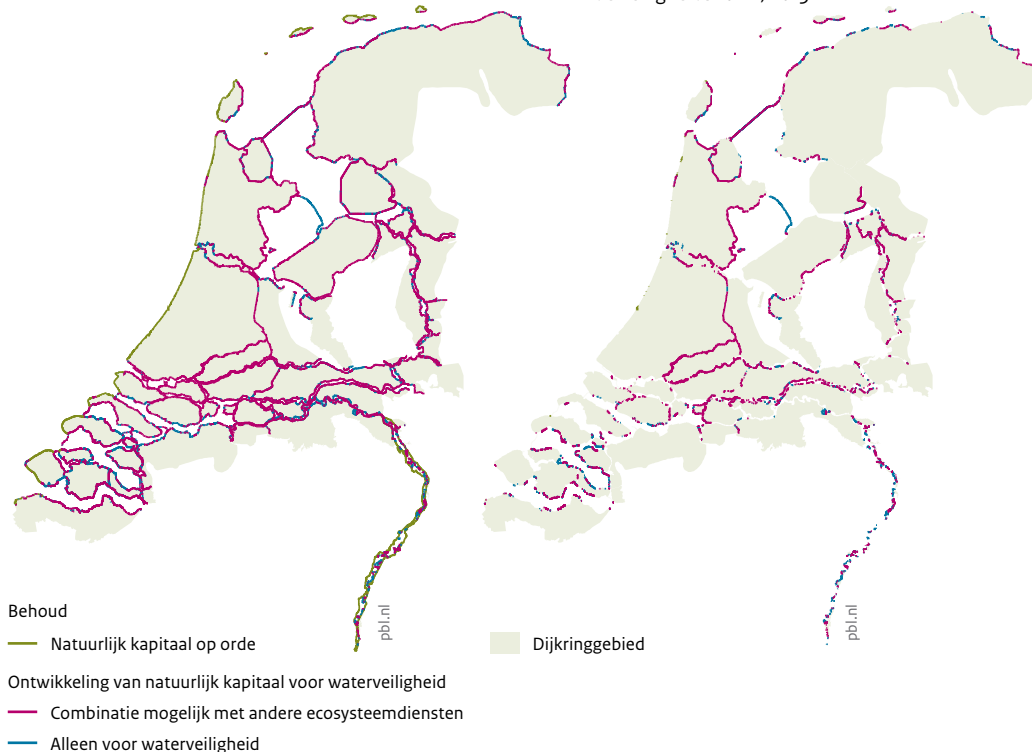 Behoud
Natuurlijk kapitaal op orde
Ontwikkeling van natuurlijk kapitaal voor waterveiligheid
Combinatie mogelijk met andere ecosysteemdiensten
Alleen voor waterveiligheid
pbl.nl
Dijkringgebied
pbl.nl